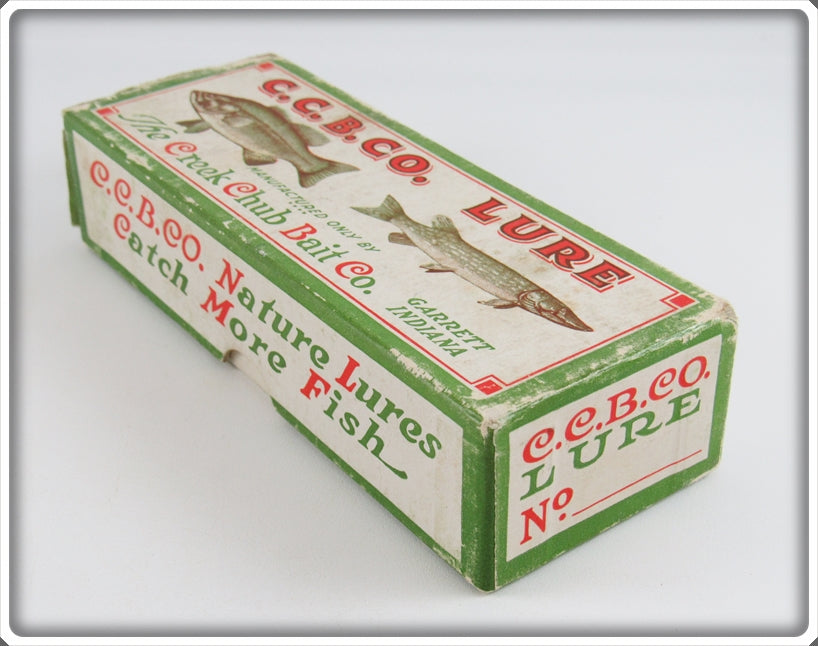 C.C.B.CO. LURE
The Creek Chub Bait Co.
MANUFACTURED ONLY BY
GARRETT
INDIANA
C.C.B.CO. Nature Lures
Catch More Fish
C.C.B.CO.
LURE
No.